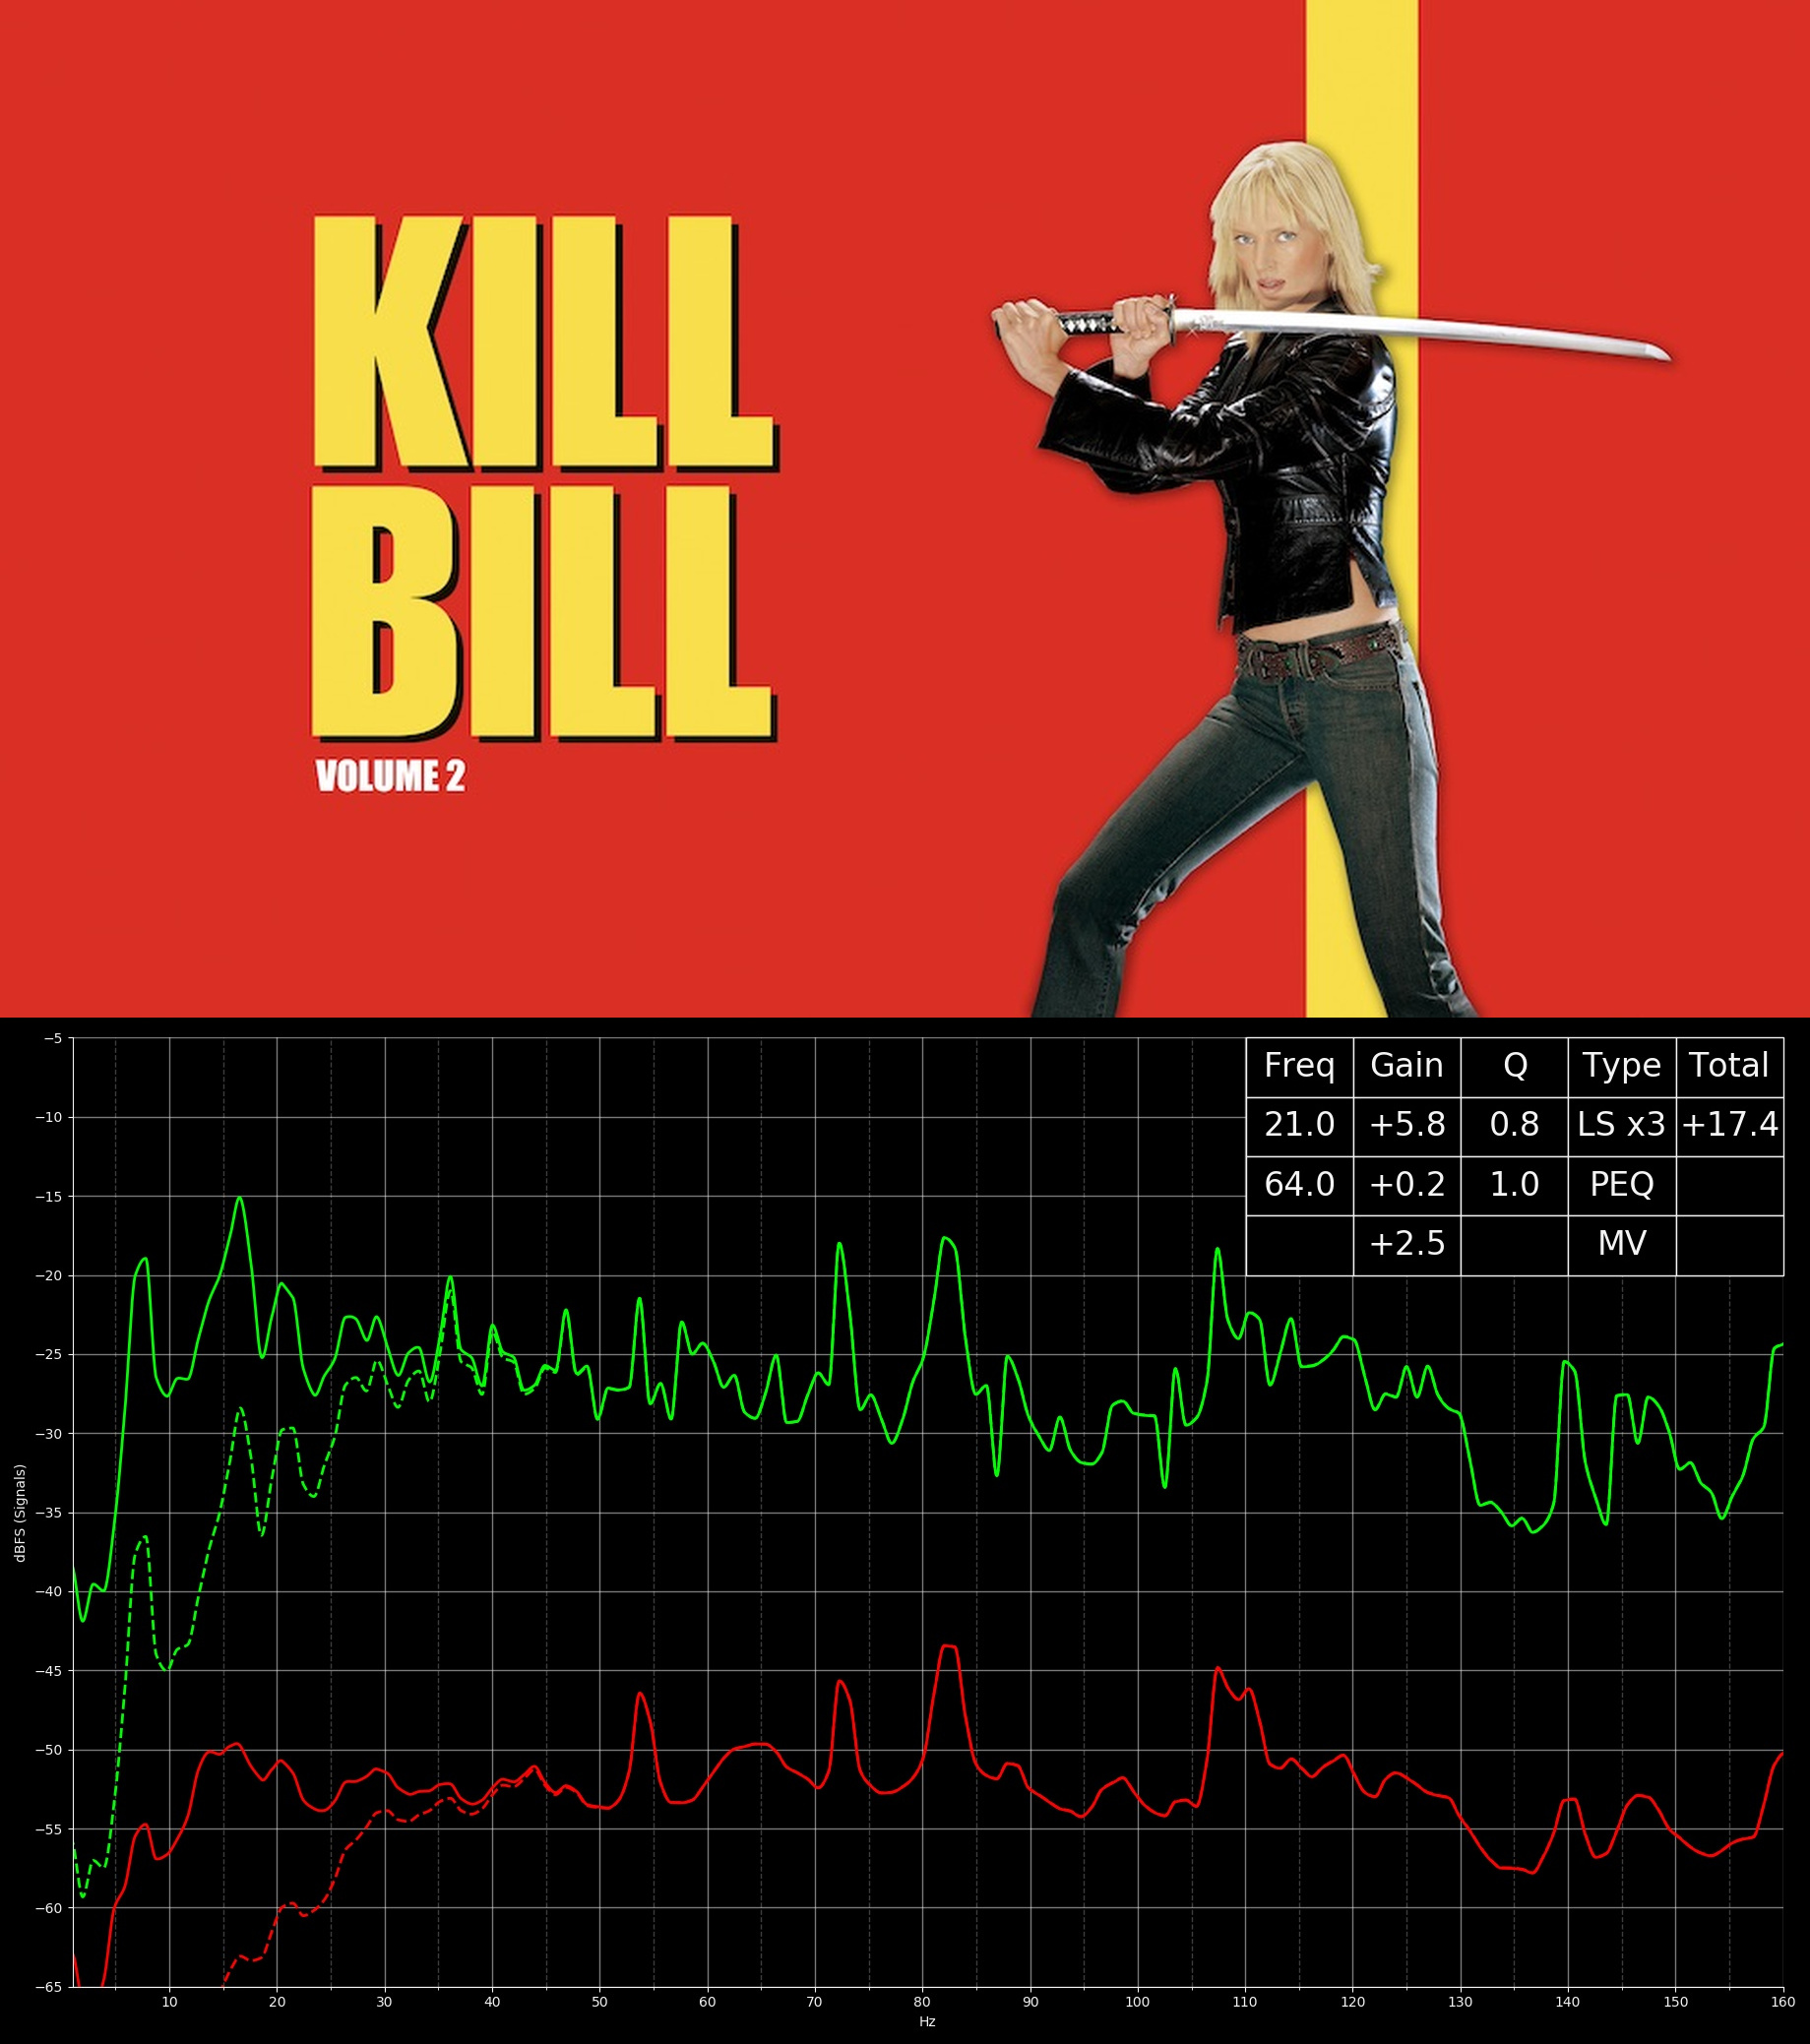 KILL
BILL
VOLUME 2
Freq Gain Q Type Total
21.0 +5.8 0.8 LS x3 +17.4
64.0 +0.2 1.0 PEQ
+2.5 MV
−5
−10
−15
−20
−25
−30
−35
−40
−45
−50
−55
−60
−65
dBFS (Signals)
10 20 30 40 50 60 70 80 90 100 110 120 130 140 150 160
Hz